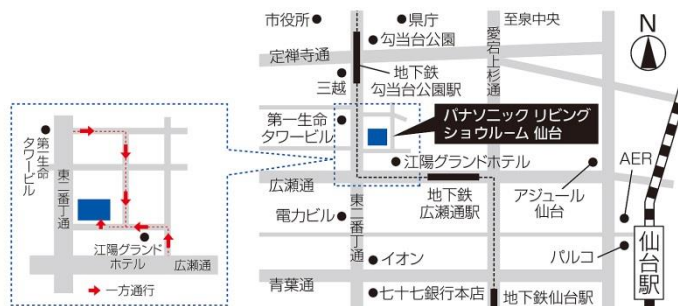 市役所
県庁
至泉中央
N
勾当台公園
定禅寺通
愛宕上杉通
地下鉄
勾当台公園駅
三越
第一生命
タワービル
パナソニック リビング
ショウルーム 仙台
江陽グランドホテル
広瀬通
地下鉄
広瀬通駅
アジュール
仙台
AER
電力ビル
東二番丁通
パルコ
仙台駅
イオン
青葉通
七十七銀行本店
地下鉄仙台駅
第一生命
タワービル
東二番丁通
江陽グランド
ホテル
広瀬通
一方通行